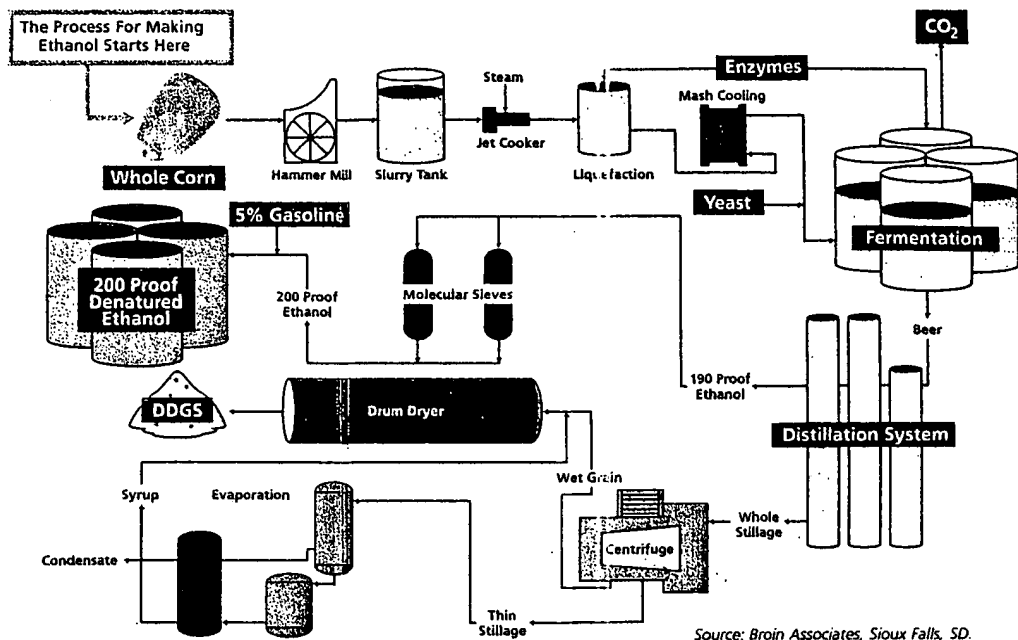 The Process For Making
Ethanol Starts Here
CO2
Steam
Enzymes
Mash Cooling
Jet Cooker
Whole Corn
Hammer Mill
Slurry Tank
Liquefaction
Yeast
5% Gasoline
Fermentation
200 Proof
Denatured
Ethanol
200 Proof
Ethanol
Molecular Sieves
Beer
190 Proof
Ethanol
DDGS
Drum Dryer
Distillation System
Wet Grain
Syrup
Evaporation
Whole
Stillage
Centrifuge
Condensate
Thin
Stillage
Source: Broin Associates, Sioux Falls, SD.